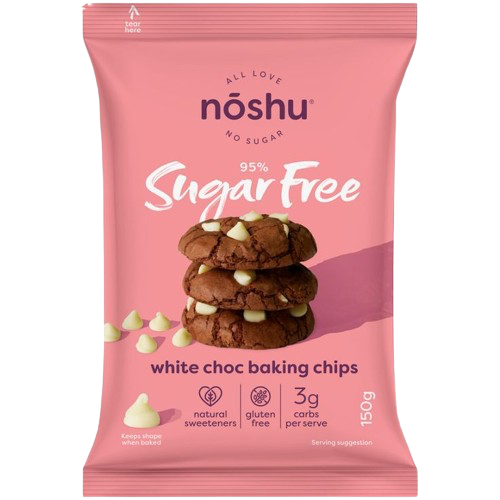 tear
here
ALL LOVE
nōshu®
NO SUGAR
95%
Sugar Free
white choc baking chips
natural
sweeteners
gluten
free
3g
carbs
per serve
150g
Keeps shape
when baked
Serving suggestion